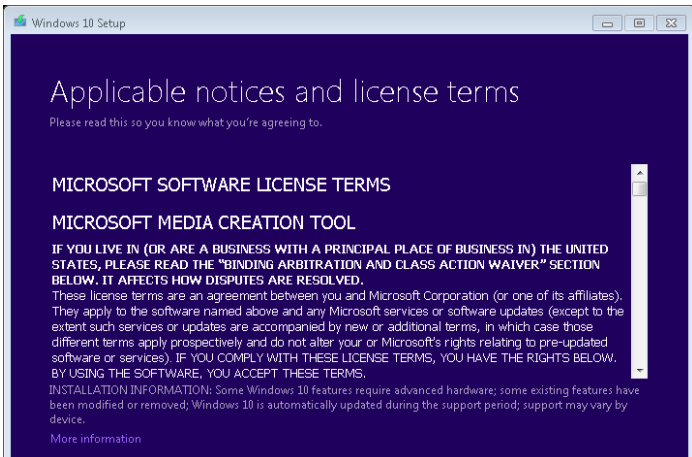 Windows 10 Setup
Applicable notices and license terms
Please read this so you know what you're agreeing to.
MICROSOFT SOFTWARE LICENSE TERMS
MICROSOFT MEDIA CREATION TOOL
IF YOU LIVE IN (OR ARE A BUSINESS WITH A PRINCIPAL PLACE OF BUSINESS IN) THE UNITED
STATES, PLEASE READ THE "BINDING ARBITRATION AND CLASS ACTION WAIVER" SECTION
BELOW. IT AFFECTS HOW DISPUTES ARE RESOLVED.
These license terms are an agreement between you and Microsoft Corporation (or one of its affiliates).
They apply to the software named above and any Microsoft services or software updates (except to the
extent such services or updates are accompanied by new or additional terms, in which case those
different terms apply prospectively and do not alter your or Microsoft's rights relating to pre-updated
software or services). IF YOU COMPLY WITH THESE LICENSE TERMS, YOU HAVE THE RIGHTS BELOW.
BY USING THE SOFTWARE, YOU ACCEPT THESE TERMS.
INSTALLATION INFORMATION: Some Windows 10 features require advanced hardware; some existing features have
been modified or removed; Windows 10 is automatically updated during the support period; support may vary by
device.
More information